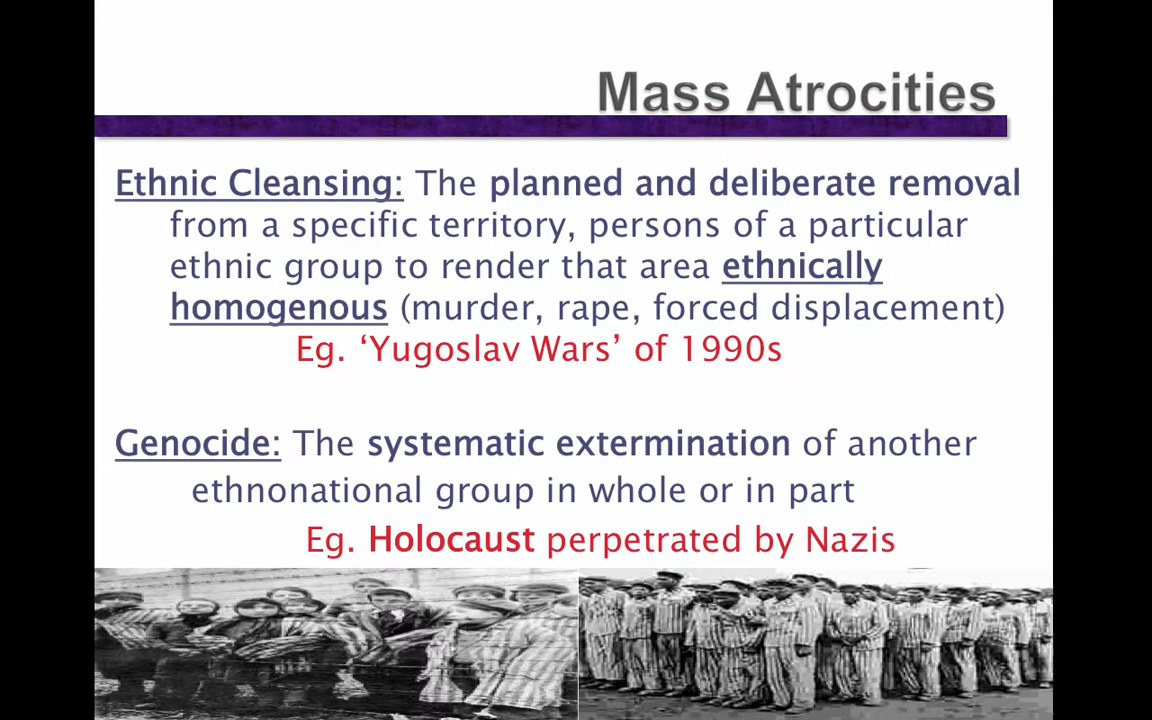 Mass Atrocities
Ethnic Cleansing: The planned and deliberate removal
from a specific territory, persons of a particular
ethnic group to render that area ethnically
homogenous (murder, rape, forced displacement)
Eg. ‘Yugoslav Wars’ of 1990s
Genocide: The systematic extermination of another
ethnonational group in whole or in part
Eg. Holocaust perpetrated by Nazis